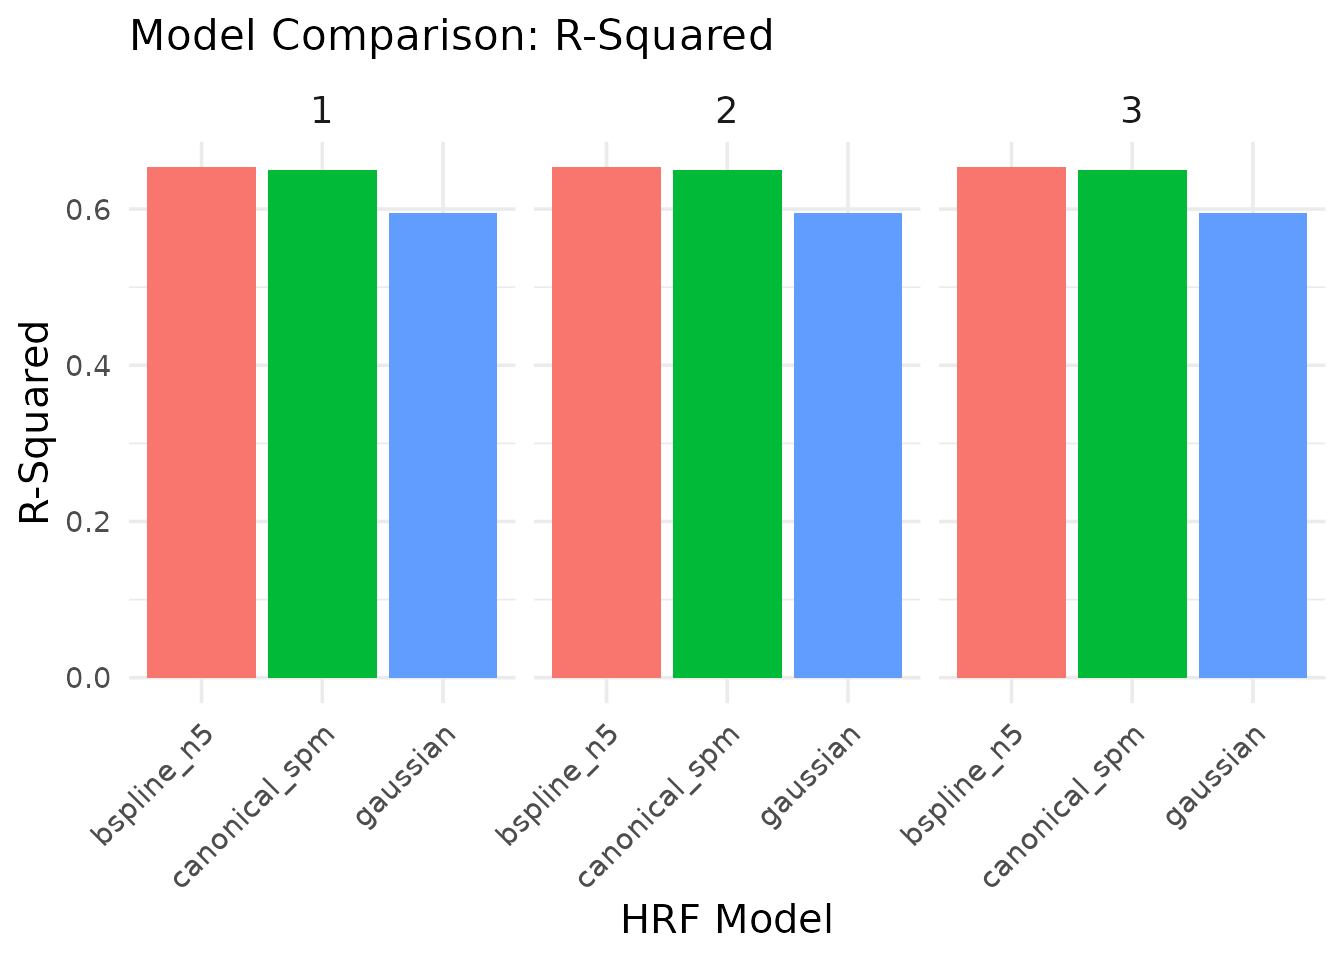 Model Comparison: R-Squared
1 2 3
R-Squared
0.6
0.4
0.2
0.0
bspline_n5 canonical_spm gaussian bspline_n5 canonical_spm gaussian bspline_n5 canonical_spm gaussian
HRF Model